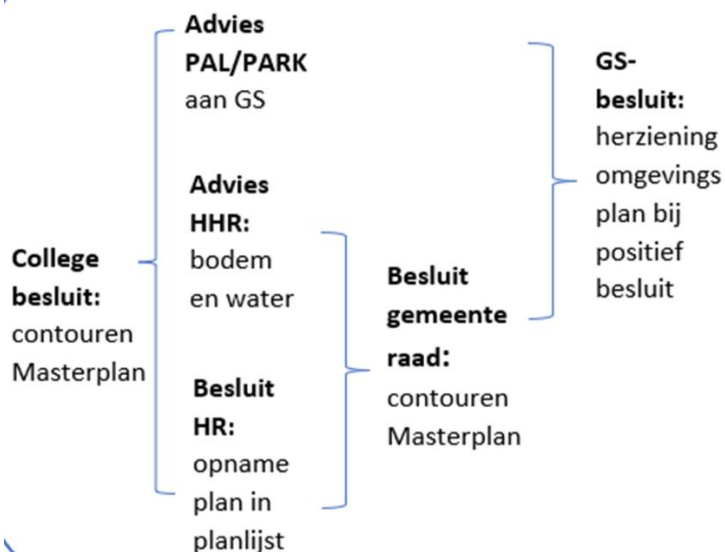 College
besluit:
contouren
Masterplan
Advies
PAL/PARK
aan GS
Advies
HHR:
bodem
en water
Besluit
HR:
opname
plan in
planlijst
Besluit
gemeente
raad:
contouren
Masterplan
GS-
besluit:
herziening
omgevings
plan bij
positief
besluit